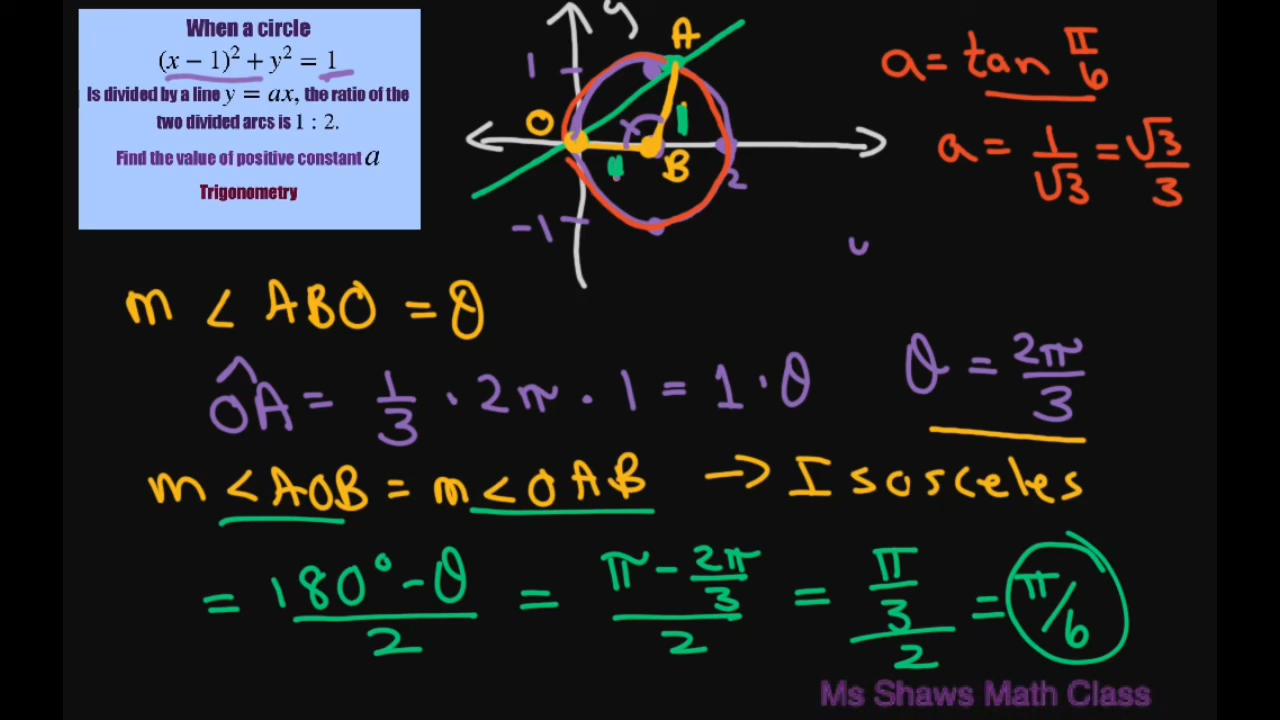 When a circle
(x − 1)² + y² = 1
Is divided by a line y = ax, the ratio of the
two divided arcs is 1 : 2.
Find the value of positive constant a
Trigonometry
y
A
1
O
1
1
B
2
−1
a = tan π/6
a = 1/√3 = √3/3
m < ABO = θ
OA = 1/3 · 2π · 1 = 1 · θ
θ = 2π/3
m < AOB = m < OAB → Isosceles
= (180° − θ)/2 = (π − 2π/3)/2 = (π/3)/2 = π/6
Ms Shaws Math Class